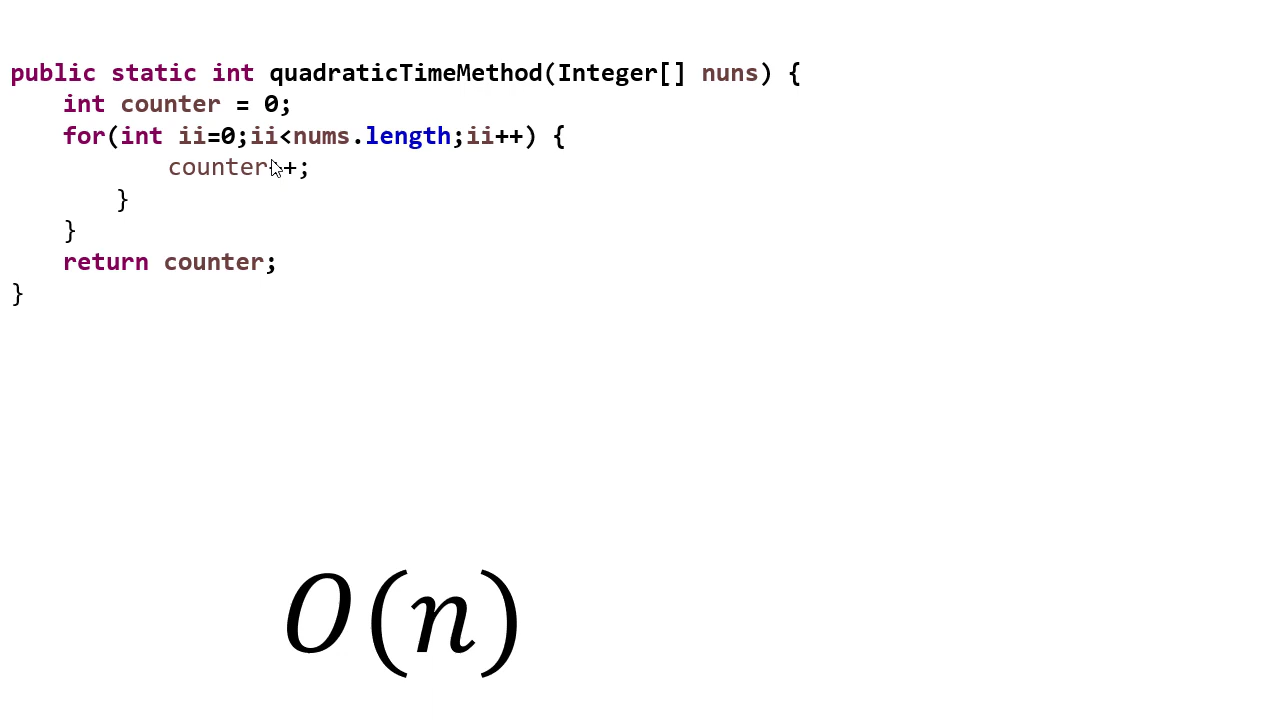 public static int quadraticTimeMethod(Integer[] nuns) {
int counter = 0;
for(int ii=0;ii<nums.length;ii++) {
counter++;
}
}
return counter;
}
O(n)